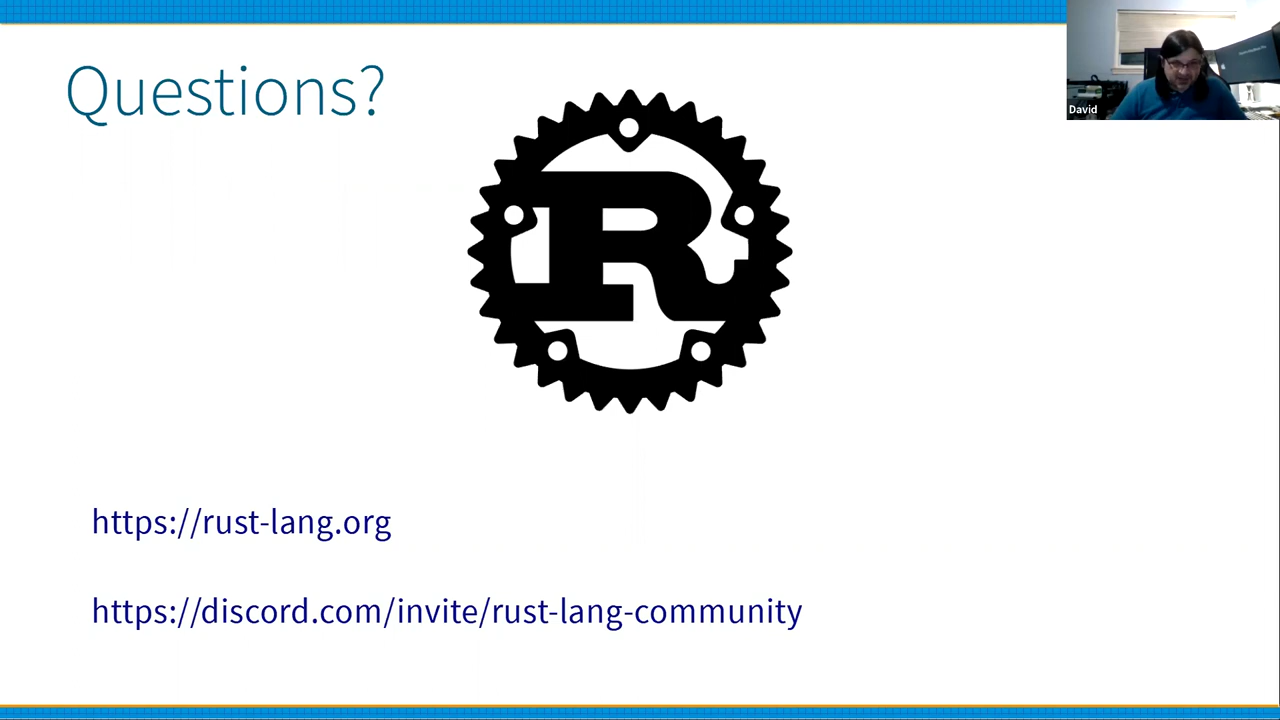 Questions?
David
R
https://rust-lang.org
https://discord.com/invite/rust-lang-community